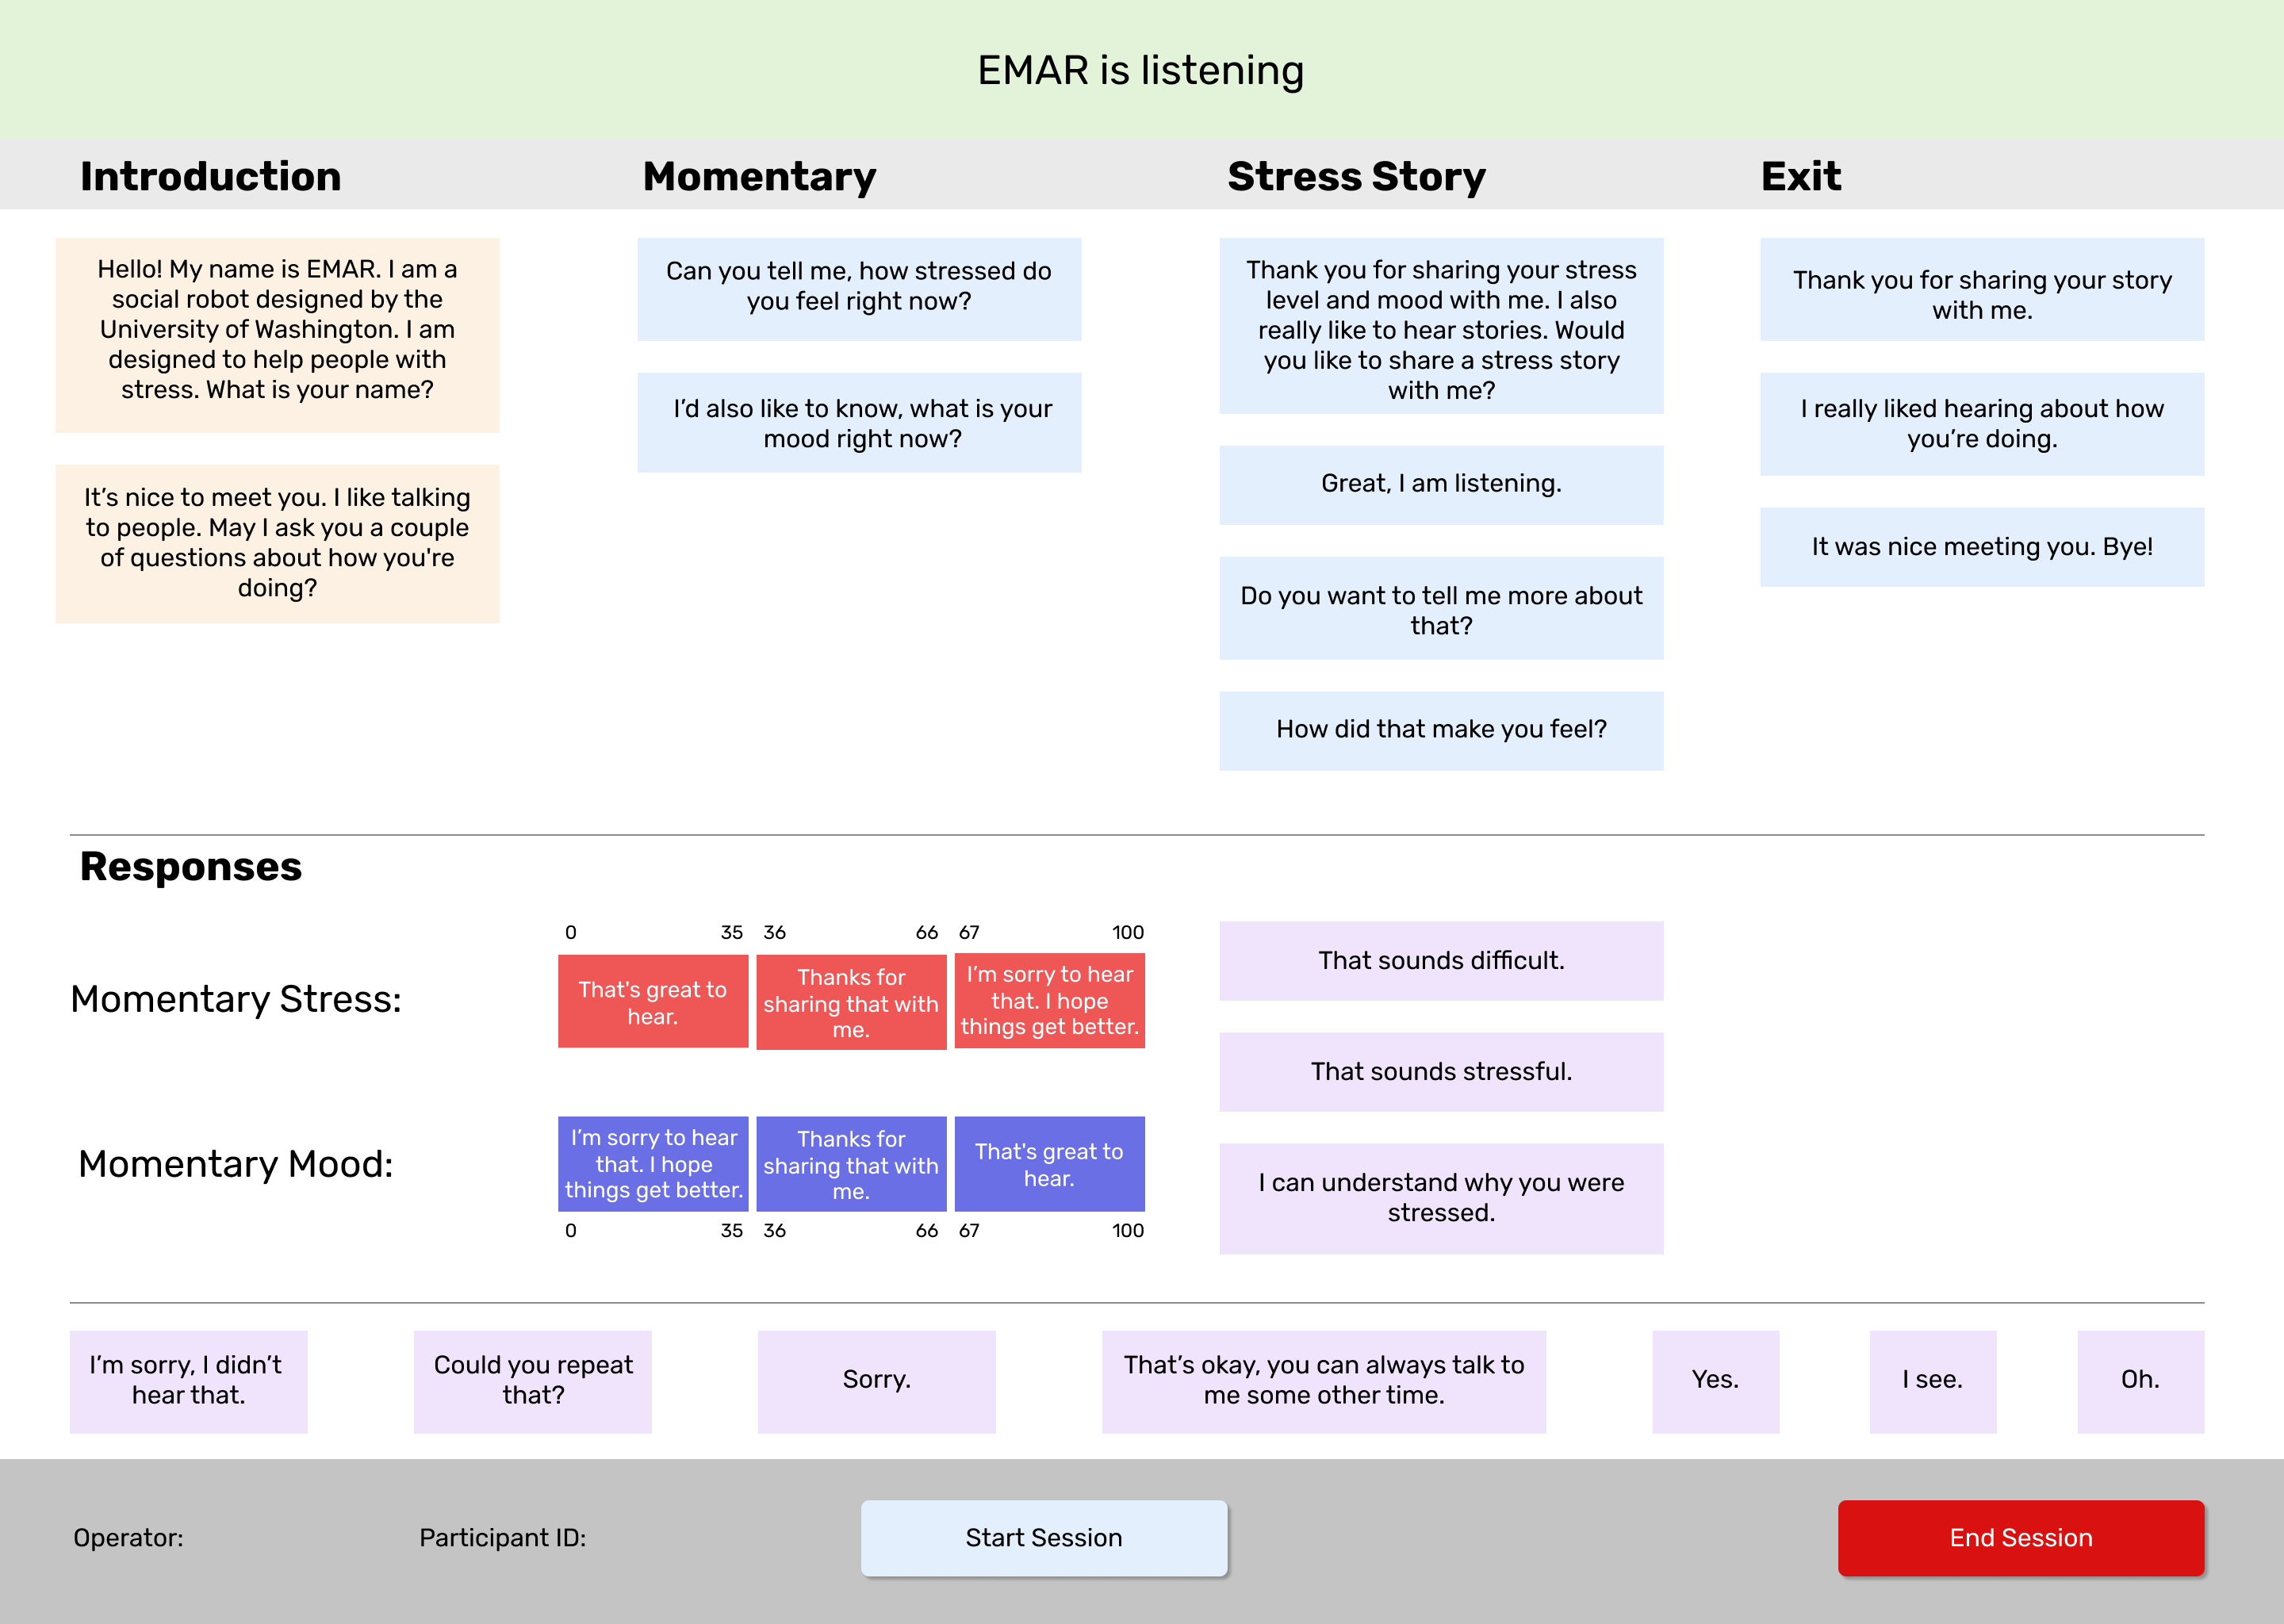 EMAR is listening
Introduction
Momentary
Stress Story
Exit
Hello! My name is EMAR. I am a
social robot designed by the
University of Washington. I am
designed to help people with
stress. What is your name?
It’s nice to meet you. I like talking
to people. May I ask you a couple
of questions about how you're
doing?
Can you tell me, how stressed do
you feel right now?
I’d also like to know, what is your
mood right now?
Thank you for sharing your stress
level and mood with me. I also
really like to hear stories. Would
you like to share a stress story
with me?
Great, I am listening.
Do you want to tell me more about
that?
How did that make you feel?
Thank you for sharing your story
with me.
I really liked hearing about how
you’re doing.
It was nice meeting you. Bye!
Responses
Momentary Stress:
0 35 36 66 67 100
That's great to
hear.
Thanks for
sharing that with
me.
I’m sorry to hear
that. I hope
things get better.
Momentary Mood:
I’m sorry to hear
that. I hope
things get better.
Thanks for
sharing that with
me.
That's great to
hear.
0 35 36 66 67 100
That sounds difficult.
That sounds stressful.
I can understand why you were
stressed.
I’m sorry, I didn’t
hear that.
Could you repeat
that?
Sorry.
That’s okay, you can always talk to
me some other time.
Yes.
I see.
Oh.
Operator:
Participant ID:
Start Session
End Session